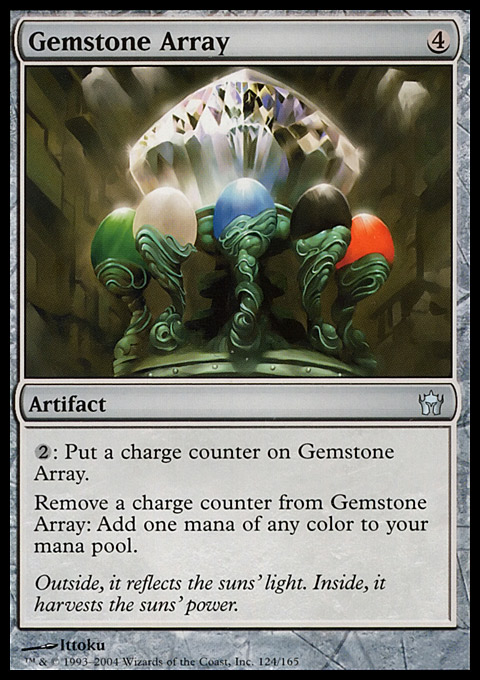 Gemstone Array 4
Artifact
2: Put a charge counter on Gemstone
Array.
Remove a charge counter from Gemstone
Array: Add one mana of any color to your
mana pool.
Outside, it reflects the suns' light. Inside, it
harvests the suns' power.
Ittoku
™ & © 1993–2004 Wizards of the Coast, Inc. 124/165